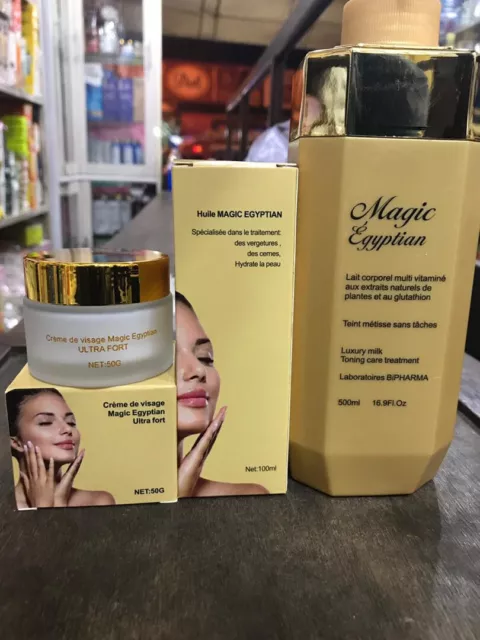 Crème de visage Magic Egyptian
ULTRA FORT
NET:50G
Crème de visage
Magic Egyptian
Ultra fort
NET:50G
Huile MAGIC EGYPTIAN
Spécialisée dans le traitement
des vergetures ,
des cernes,
Hydrate la peau
Net:100ml
Magic
Égyptian
Lait corporel multi vitaminé
aux extraits naturels de
plantes et au glutathion
Teint métisse sans tâches
Luxury milk
Toning care treatment
Laboratoires BIPHARMA
500ml 16.9Fl.Oz